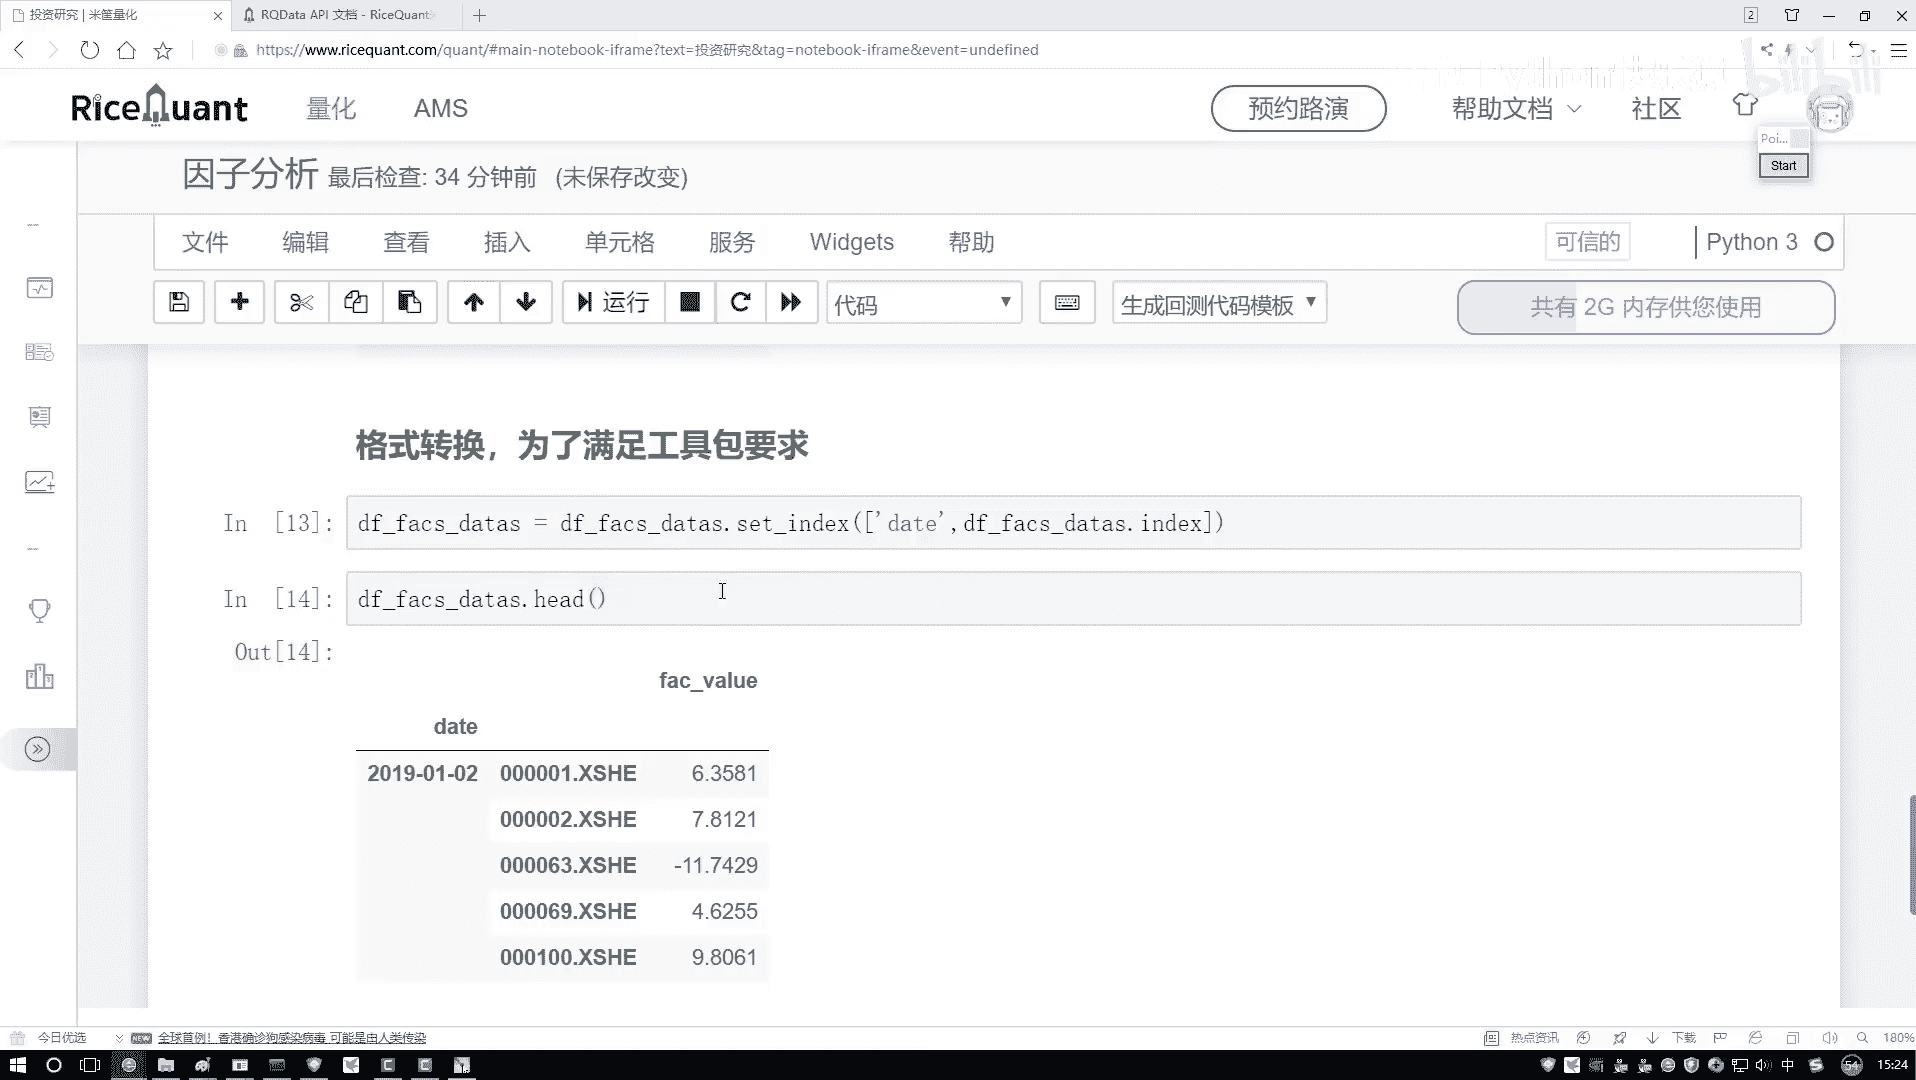 投资研究 | 米筐量化
RQData API 文档 - RiceQuant
2
https://www.ricequant.com/quant/#main-notebook-iframe?text=投资研究&tag=notebook-iframe&event=undefined
bilibili
RiceQuant
量化
AMS
预约路演
帮助文档
社区
Poi...
Start
因子分析 最后检查: 34 分钟前 (未保存改变)
文件 编辑 查看 插入 单元格 服务 Widgets 帮助
可信的
Python 3
运行
代码
生成回测代码模板
共有 2G 内存供您使用
格式转换，为了满足工具包要求
In [13]: df_facs_datas = df_facs_datas.set_index(['date',df_facs_datas.index])
In [14]: df_facs_datas.head()
Out[14]:
fac_value
date
2019-01-02 000001.XSHE 6.3581
000002.XSHE 7.8121
000063.XSHE -11.7429
000069.XSHE 4.6255
000100.XSHE 9.8061
今日优选
NEW 全球首例！香港确诊狗感染病毒 可能是由人类传染
热点资讯
下载
180%
中
54
15:24